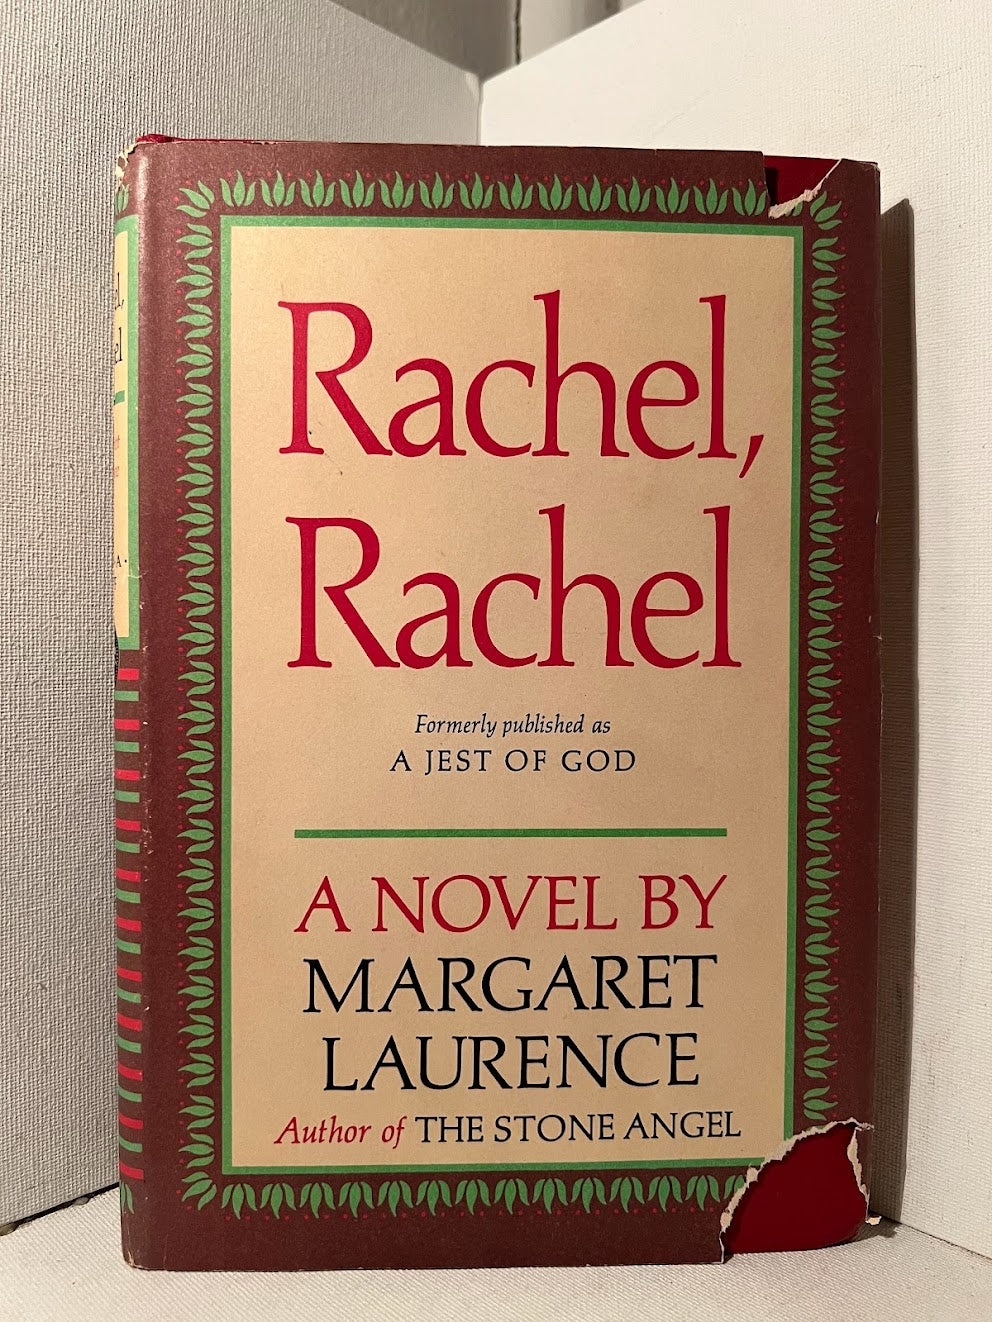 Rachel,
Rachel
Formerly published as
A JEST OF GOD
A NOVEL BY
MARGARET
LAURENCE
Author of THE STONE ANGEL